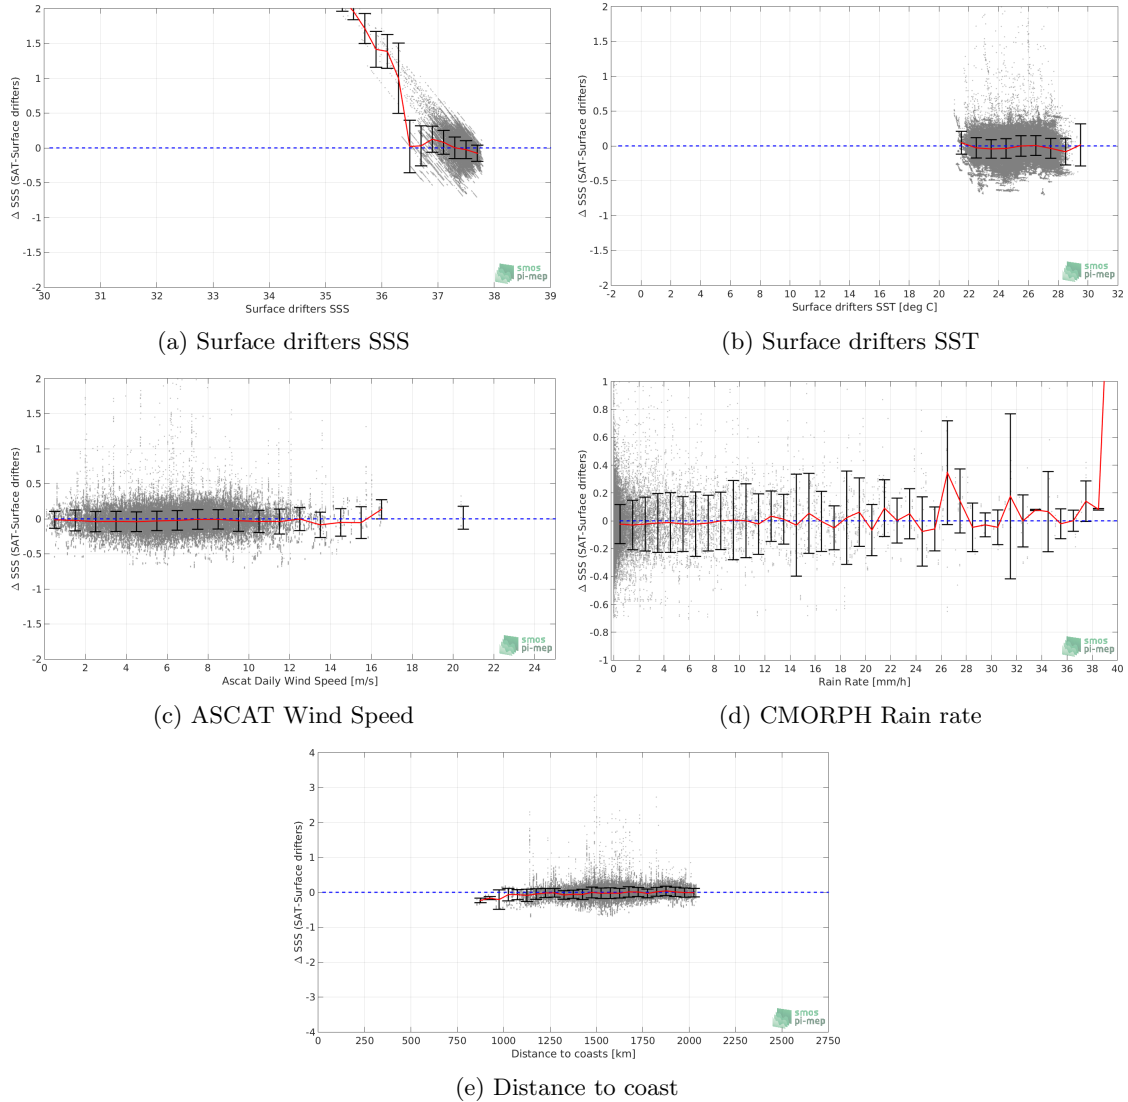 2
1.5
1
0.5
0
-0.5
-1
-1.5
-2
Δ SSS (SAT-Surface drifters)
30 31 32 33 34 35 36 37 38 39
Surface drifters SSS
smos
pi-mep
(a) Surface drifters SSS
2
1.5
1
0.5
0
-0.5
-1
-1.5
-2
Δ SSS (SAT-Surface drifters)
-2 0 2 4 6 8 10 12 14 16 18 20 22 24 26 28 30 32
Surface drifters SST [deg C]
smos
pi-mep
(b) Surface drifters SST
2
1.5
1
0.5
0
-0.5
-1
-1.5
-2
Δ SSS (SAT-Surface drifters)
0 2 4 6 8 10 12 14 16 18 20 22 24
Ascat Daily Wind Speed [m/s]
smos
pi-mep
(c) ASCAT Wind Speed
1
0.8
0.6
0.4
0.2
0
-0.2
-0.4
-0.6
-0.8
-1
Δ SSS (SAT-Surface drifters)
0 2 4 6 8 10 12 14 16 18 20 22 24 26 28 30 32 34 36 38 40
Rain Rate [mm/h]
smos
pi-mep
(d) CMORPH Rain rate
4
3
2
1
0
-1
-2
-3
-4
Δ SSS (SAT-Surface drifters)
0 250 500 750 1000 1250 1500 1750 2000 2250 2500 2750
Distance to coasts [km]
smos
pi-mep
(e) Distance to coast